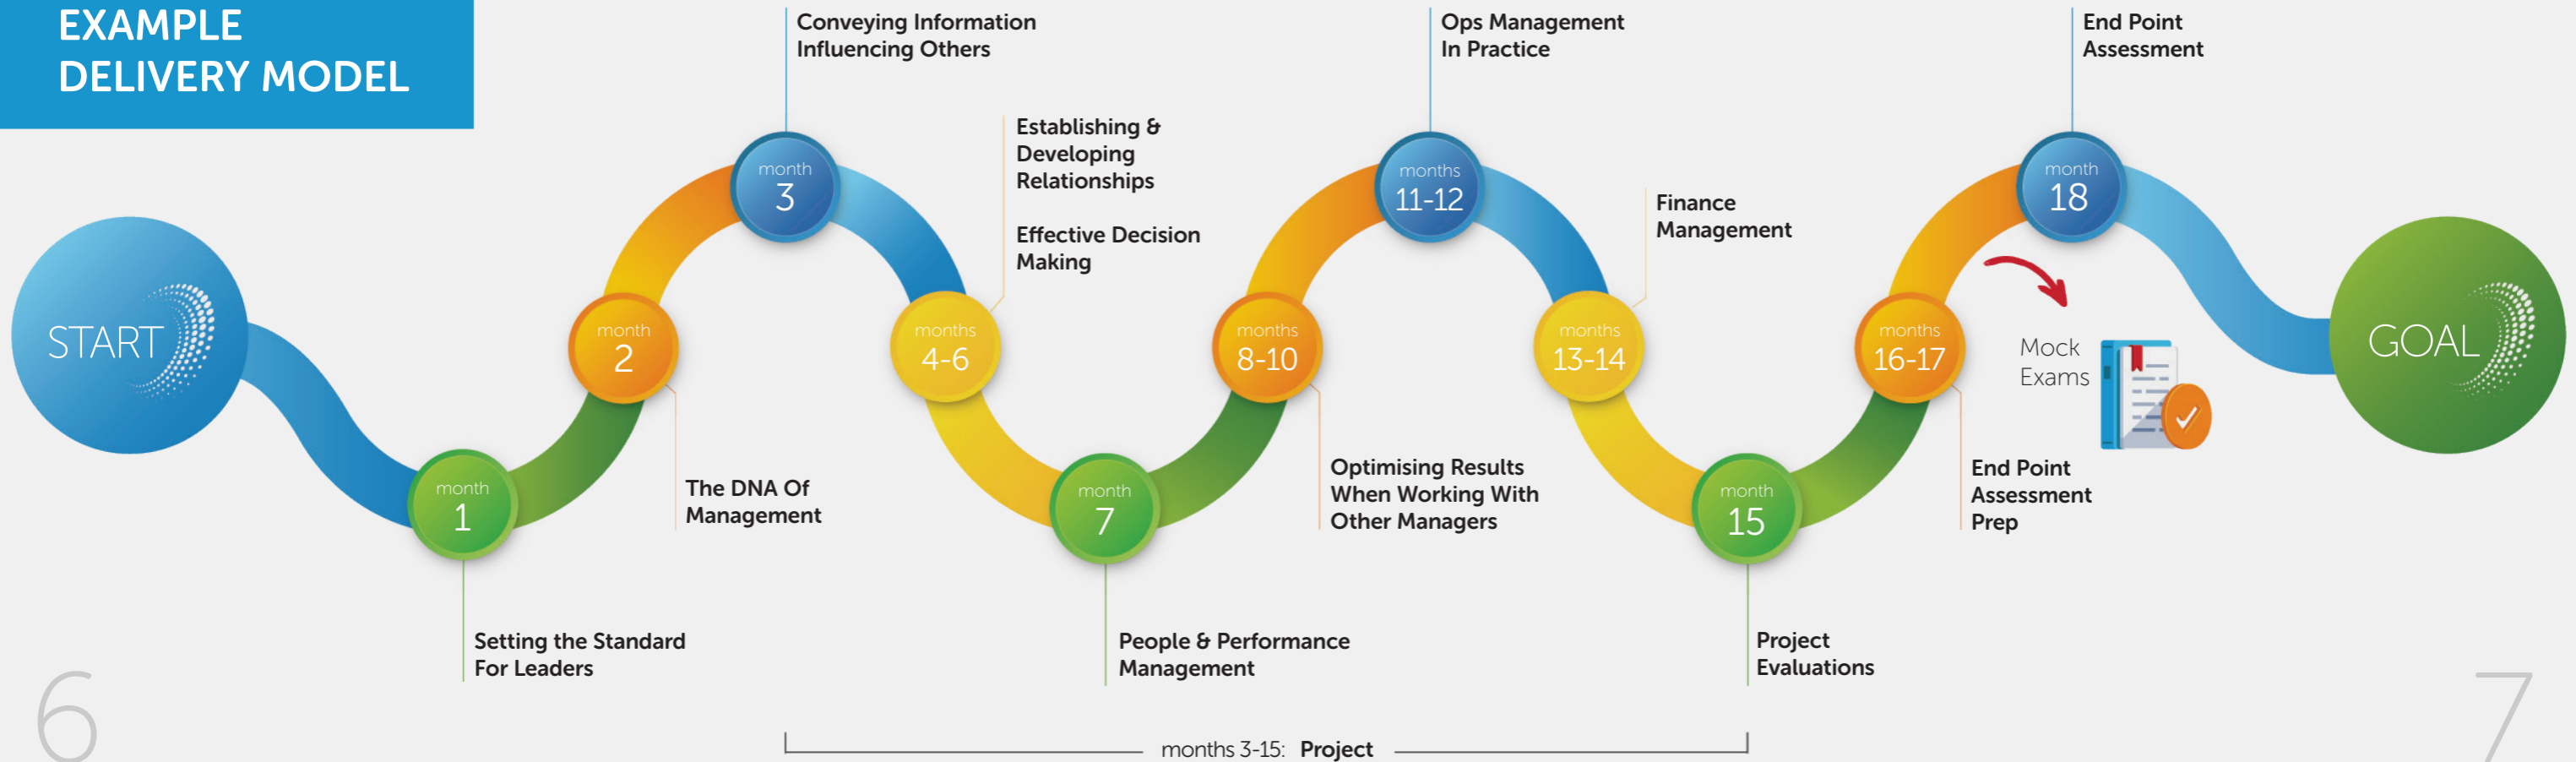 EXAMPLE
DELIVERY MODEL
START
month
1
Setting the Standard
For Leaders
month
2
The DNA Of
Management
month
3
Conveying Information
Influencing Others
months
4-6
Establishing &
Developing
Relationships
Effective Decision
Making
month
7
People & Performance
Management
months
8-10
Optimising Results
When Working With
Other Managers
months
11-12
Ops Management
In Practice
months
13-14
Finance
Management
month
15
Project
Evaluations
months
16-17
End Point
Assessment
Prep
Mock
Exams
month
18
End Point
Assessment
GOAL
months 3-15: Project
6
7